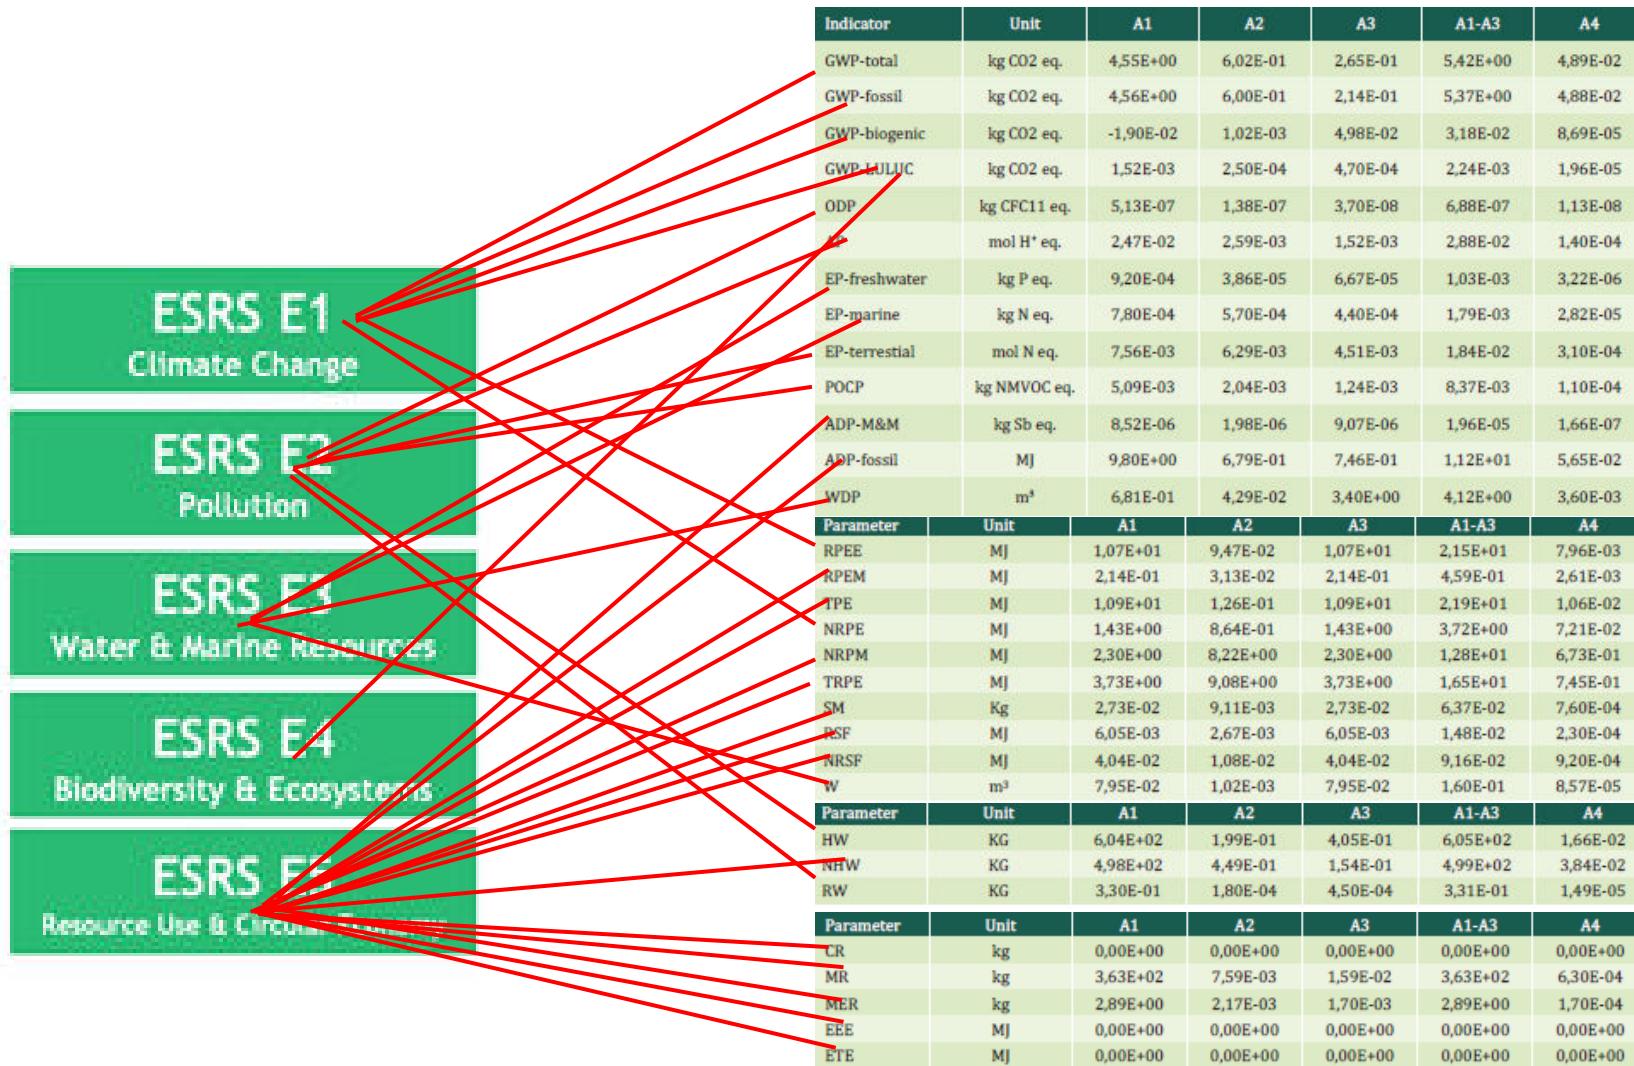 ESRS E1
Climate Change
ESRS E2
Pollution
ESRS E3
Water & Marine Resources
ESRS E4
Biodiversity & Ecosystems
ESRS E5
Resource Use & Circular Economy
Indicator Unit A1 A2 A3 A1-A3 A4
GWP-total kg CO2 eq. 4,55E+00 6,02E-01 2,65E-01 5,42E+00 4,89E-02
GWP-fossil kg CO2 eq. 4,56E+00 6,00E-01 2,14E-01 5,37E+00 4,88E-02
GWP-biogenic kg CO2 eq. -1,90E-02 1,02E-03 4,98E-02 3,18E-02 8,69E-05
GWP-LULUC kg CO2 eq. 1,52E-03 2,50E-04 4,70E-04 2,24E-03 1,96E-05
ODP kg CFC11 eq. 5,13E-07 1,38E-07 3,70E-08 6,88E-07 1,13E-08
AP mol H⁺ eq. 2,47E-02 2,59E-03 1,52E-03 2,88E-02 1,40E-04
EP-freshwater kg P eq. 9,20E-04 3,86E-05 6,67E-05 1,03E-03 3,22E-06
EP-marine kg N eq. 7,80E-04 5,70E-04 4,40E-04 1,79E-03 2,82E-05
EP-terrestial mol N eq. 7,56E-03 6,29E-03 4,51E-03 1,84E-02 3,10E-04
POCP kg NMVOC eq. 5,09E-03 2,04E-03 1,24E-03 8,37E-03 1,10E-04
ADP-M&M kg Sb eq. 8,52E-06 1,98E-06 9,07E-06 1,96E-05 1,66E-07
ADP-fossil MJ 9,80E+00 6,79E-01 7,46E-01 1,12E+01 5,65E-02
WDP m³ 6,81E-01 4,29E-02 3,40E+00 4,12E+00 3,60E-03
Parameter Unit A1 A2 A3 A1-A3 A4
RPEE MJ 1,07E+01 9,47E-02 1,07E+01 2,15E+01 7,96E-03
RPEM MJ 2,14E-01 3,13E-02 2,14E-01 4,59E-01 2,61E-03
TPE MJ 1,09E+01 1,26E-01 1,09E+01 2,19E+01 1,06E-02
NRPE MJ 1,43E+00 8,64E-01 1,43E+00 3,72E+00 7,21E-02
NRPM MJ 2,30E+00 8,22E+00 2,30E+00 1,28E+01 6,73E-01
TRPE MJ 3,73E+00 9,08E+00 3,73E+00 1,65E+01 7,45E-01
SM Kg 2,73E-02 9,11E-03 2,73E-02 6,37E-02 7,60E-04
RSF MJ 6,05E-03 2,67E-03 6,05E-03 1,48E-02 2,30E-04
NRSF MJ 4,04E-02 1,08E-02 4,04E-02 9,16E-02 9,20E-04
W m³ 7,95E-02 1,02E-03 7,95E-02 1,60E-01 8,57E-05
Parameter Unit A1 A2 A3 A1-A3 A4
HW KG 6,04E+02 1,99E-01 4,05E-01 6,05E+02 1,66E-02
NHW KG 4,98E+02 4,49E-01 1,54E-01 4,99E+02 3,84E-02
RW KG 3,30E-01 1,80E-04 4,50E-04 3,31E-01 1,49E-05
Parameter Unit A1 A2 A3 A1-A3 A4
CR kg 0,00E+00 0,00E+00 0,00E+00 0,00E+00 0,00E+00
MR kg 3,63E+02 7,59E-03 1,59E-02 3,63E+02 6,30E-04
MER kg 2,89E+00 2,17E-03 1,70E-03 2,89E+00 1,70E-04
EEE MJ 0,00E+00 0,00E+00 0,00E+00 0,00E+00 0,00E+00
ETE MJ 0,00E+00 0,00E+00 0,00E+00 0,00E+00 0,00E+00